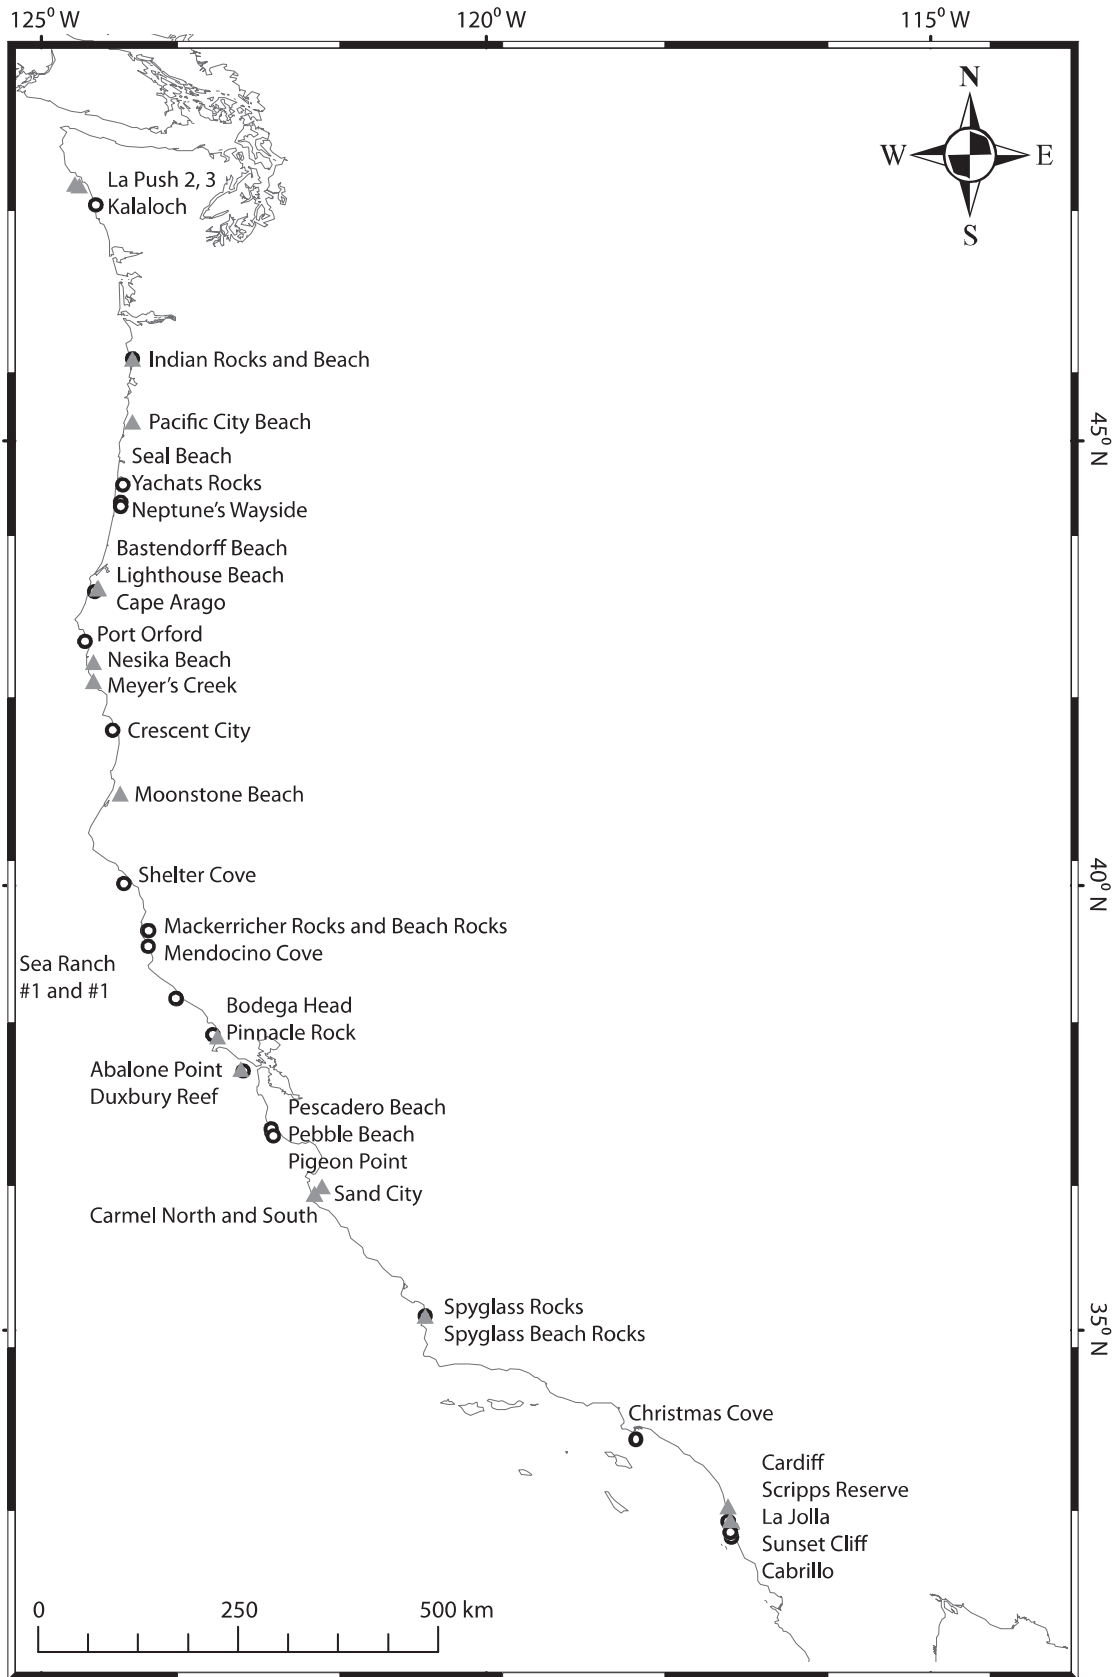 125⁰ W
120⁰ W
115⁰ W
N
W
E
S
La Push 2, 3
Kalaloch
Indian Rocks and Beach
Pacific City Beach
45⁰ N
Seal Beach
Yachats Rocks
Neptune's Wayside
Bastendorff Beach
Lighthouse Beach
Cape Arago
Port Orford
Nesika Beach
Meyer's Creek
Crescent City
Moonstone Beach
40⁰ N
Shelter Cove
Mackerricher Rocks and Beach Rocks
Mendocino Cove
Sea Ranch
#1 and #1
Bodega Head
Pinnacle Rock
Abalone Point
Duxbury Reef
Pescadero Beach
Pebble Beach
Pigeon Point
Sand City
Carmel North and South
Spyglass Rocks
Spyglass Beach Rocks
35⁰ N
Christmas Cove
Cardiff
Scripps Reserve
La Jolla
Sunset Cliff
Cabrillo
0 250 500 km